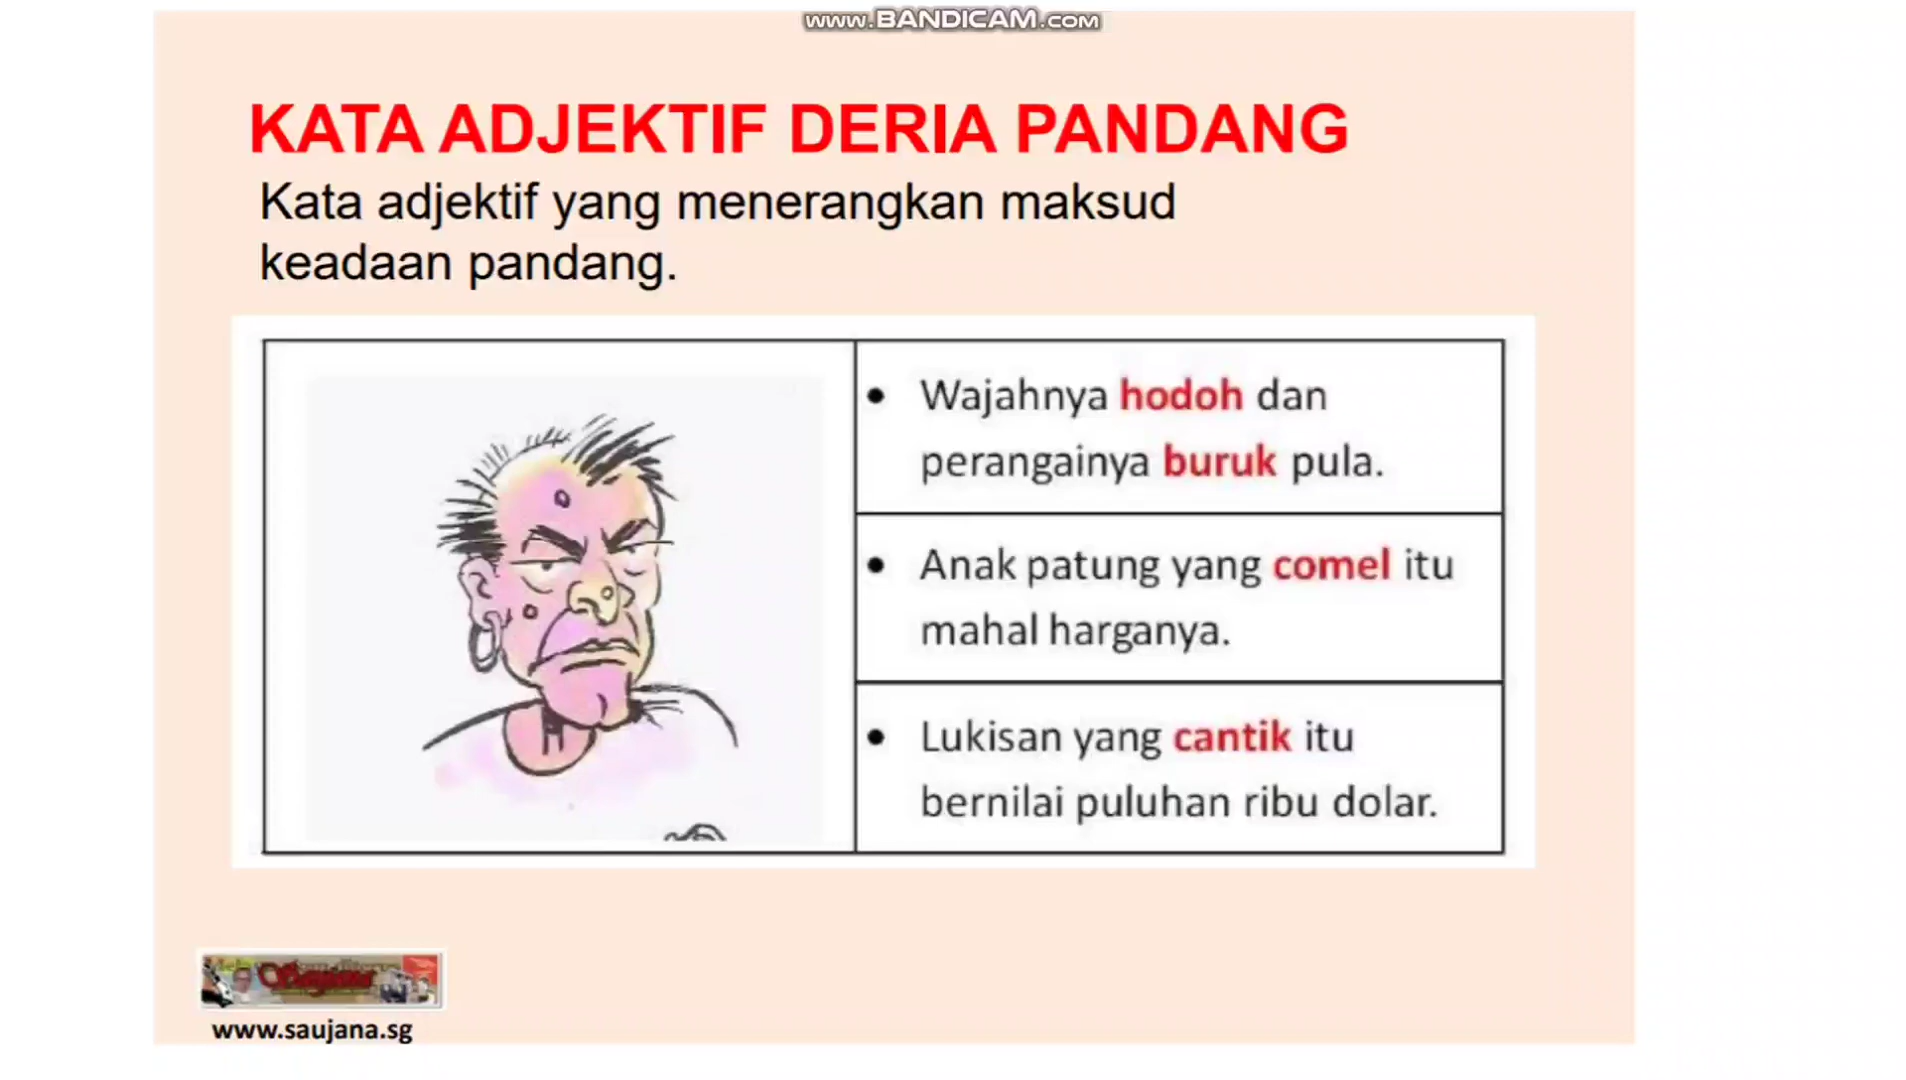 www.BANDICAM.com
KATA ADJEKTIF DERIA PANDANG
Kata adjektif yang menerangkan maksud
keadaan pandang.
• Wajahnya hodoh dan
perangainya buruk pula.
• Anak patung yang comel itu
mahal harganya.
• Lukisan yang cantik itu
bernilai puluhan ribu dolar.
www.saujana.sg